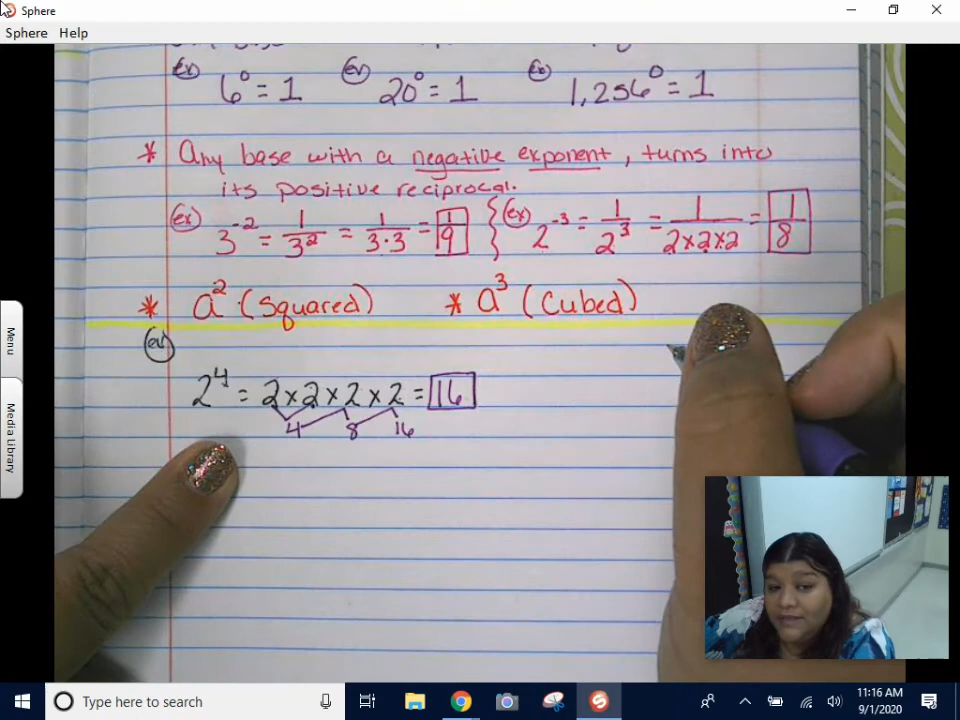 Sphere
Sphere Help
Ex 6⁰ = 1 Ex 20⁰ = 1 Ex 1,256⁰ = 1
* Any base with a negative exponent, turns into
its positive reciprocal.
Ex 3⁻² = 1/3² = 1/3·3 = 1/9 { Ex 2⁻³ = 1/2³ = 1/2×2×2 = 1/8
* a² (Squared) * a³ (Cubed)
Ex
2⁴ = 2×2×2×2 = 16
4 8 16
Menu
Media Library
Type here to search
11:16 AM
9/1/2020